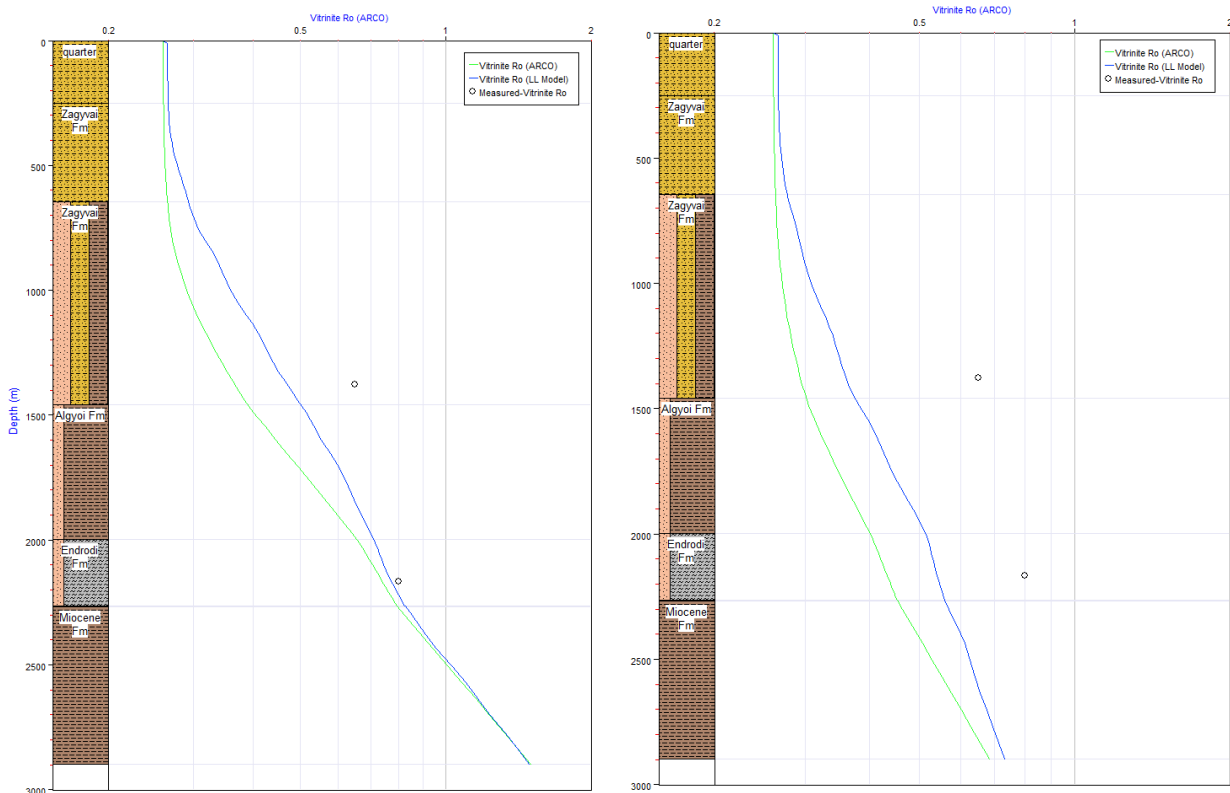 Vitrinite Ro (ARCO)
0.2 0.5 1 2
0
500
1000
1500
2000
2500
3000
Depth (m)
quarter
Zagyvai
Fm
Zagyvai
Fm
Algyoi Fm
Endrodi
Fm
Miocene
Fm
Vitrinite Ro (ARCO)
Vitrinite Ro (LL Model)
Measured-Vitrinite Ro
Vitrinite Ro (ARCO)
0.2 0.5 1 2
0
500
1000
1500
2000
2500
3000
quarter
Zagyvai
Fm
Zagyvai
Fm
Algyoi Fm
Endrodi
Fm
Miocene
Fm
Vitrinite Ro (ARCO)
Vitrinite Ro (LL Model)
Measured-Vitrinite Ro